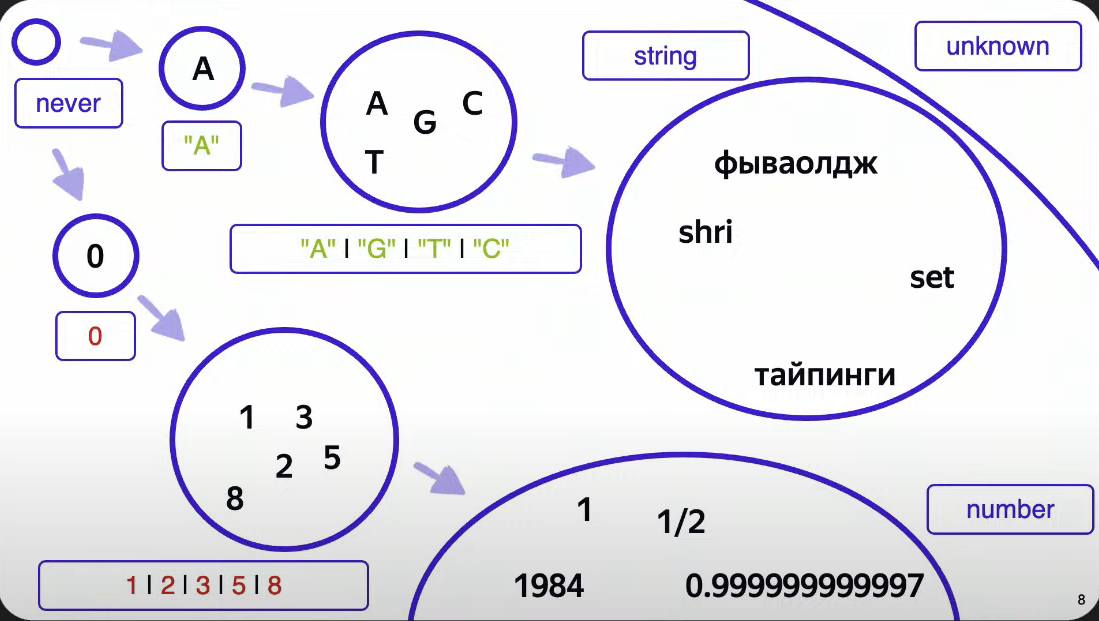 never
A
"A"
A G C
T
"A" | "G" | "T" | "C"
string
unknown
фываолдж
shri
set
тайпинги
0
0
1 3
2 5
8
1 | 2 | 3 | 5 | 8
number
1 1/2
1984 0.999999999997
8